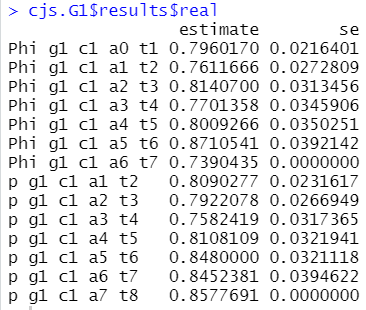 > cjs.G1$results$real
estimate se
Phi g1 c1 a0 t1 0.7960170 0.0216401
Phi g1 c1 a1 t2 0.7611666 0.0272809
Phi g1 c1 a2 t3 0.8140700 0.0313456
Phi g1 c1 a3 t4 0.7701358 0.0345906
Phi g1 c1 a4 t5 0.8009266 0.0350251
Phi g1 c1 a5 t6 0.8710541 0.0392142
Phi g1 c1 a6 t7 0.7390435 0.0000000
p g1 c1 a1 t2 0.8090277 0.0231617
p g1 c1 a2 t3 0.7922078 0.0266949
p g1 c1 a3 t4 0.7582419 0.0317365
p g1 c1 a4 t5 0.8108109 0.0321941
p g1 c1 a5 t6 0.8480000 0.0321118
p g1 c1 a6 t7 0.8452381 0.0394622
p g1 c1 a7 t8 0.8577691 0.0000000